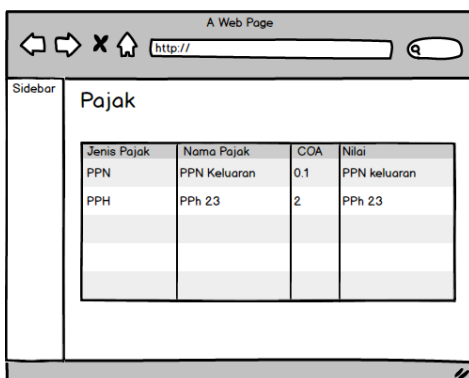 A Web Page
http://
Sidebar
Pajak
Jenis Pajak Nama Pajak COA Nilai
PPN PPN Keluaran 0.1 PPN keluaran
PPH PPh 23 2 PPh 23